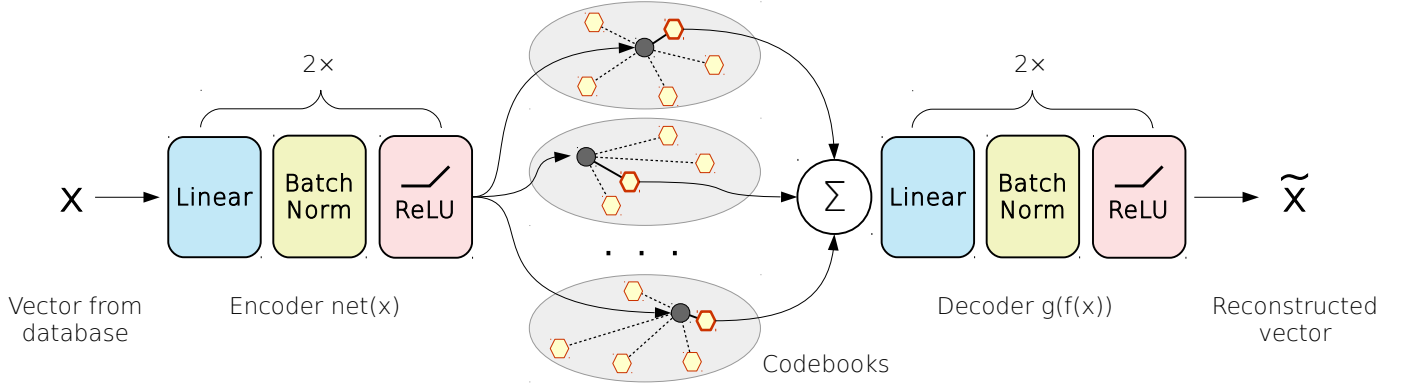 2×
2×
x
Linear
Batch
Norm
ReLU
. . .
∑
Linear
Batch
Norm
ReLU
x̃
Vector from
database
Encoder net(x)
Decoder g(f(x))
Reconstructed
vector
Codebooks